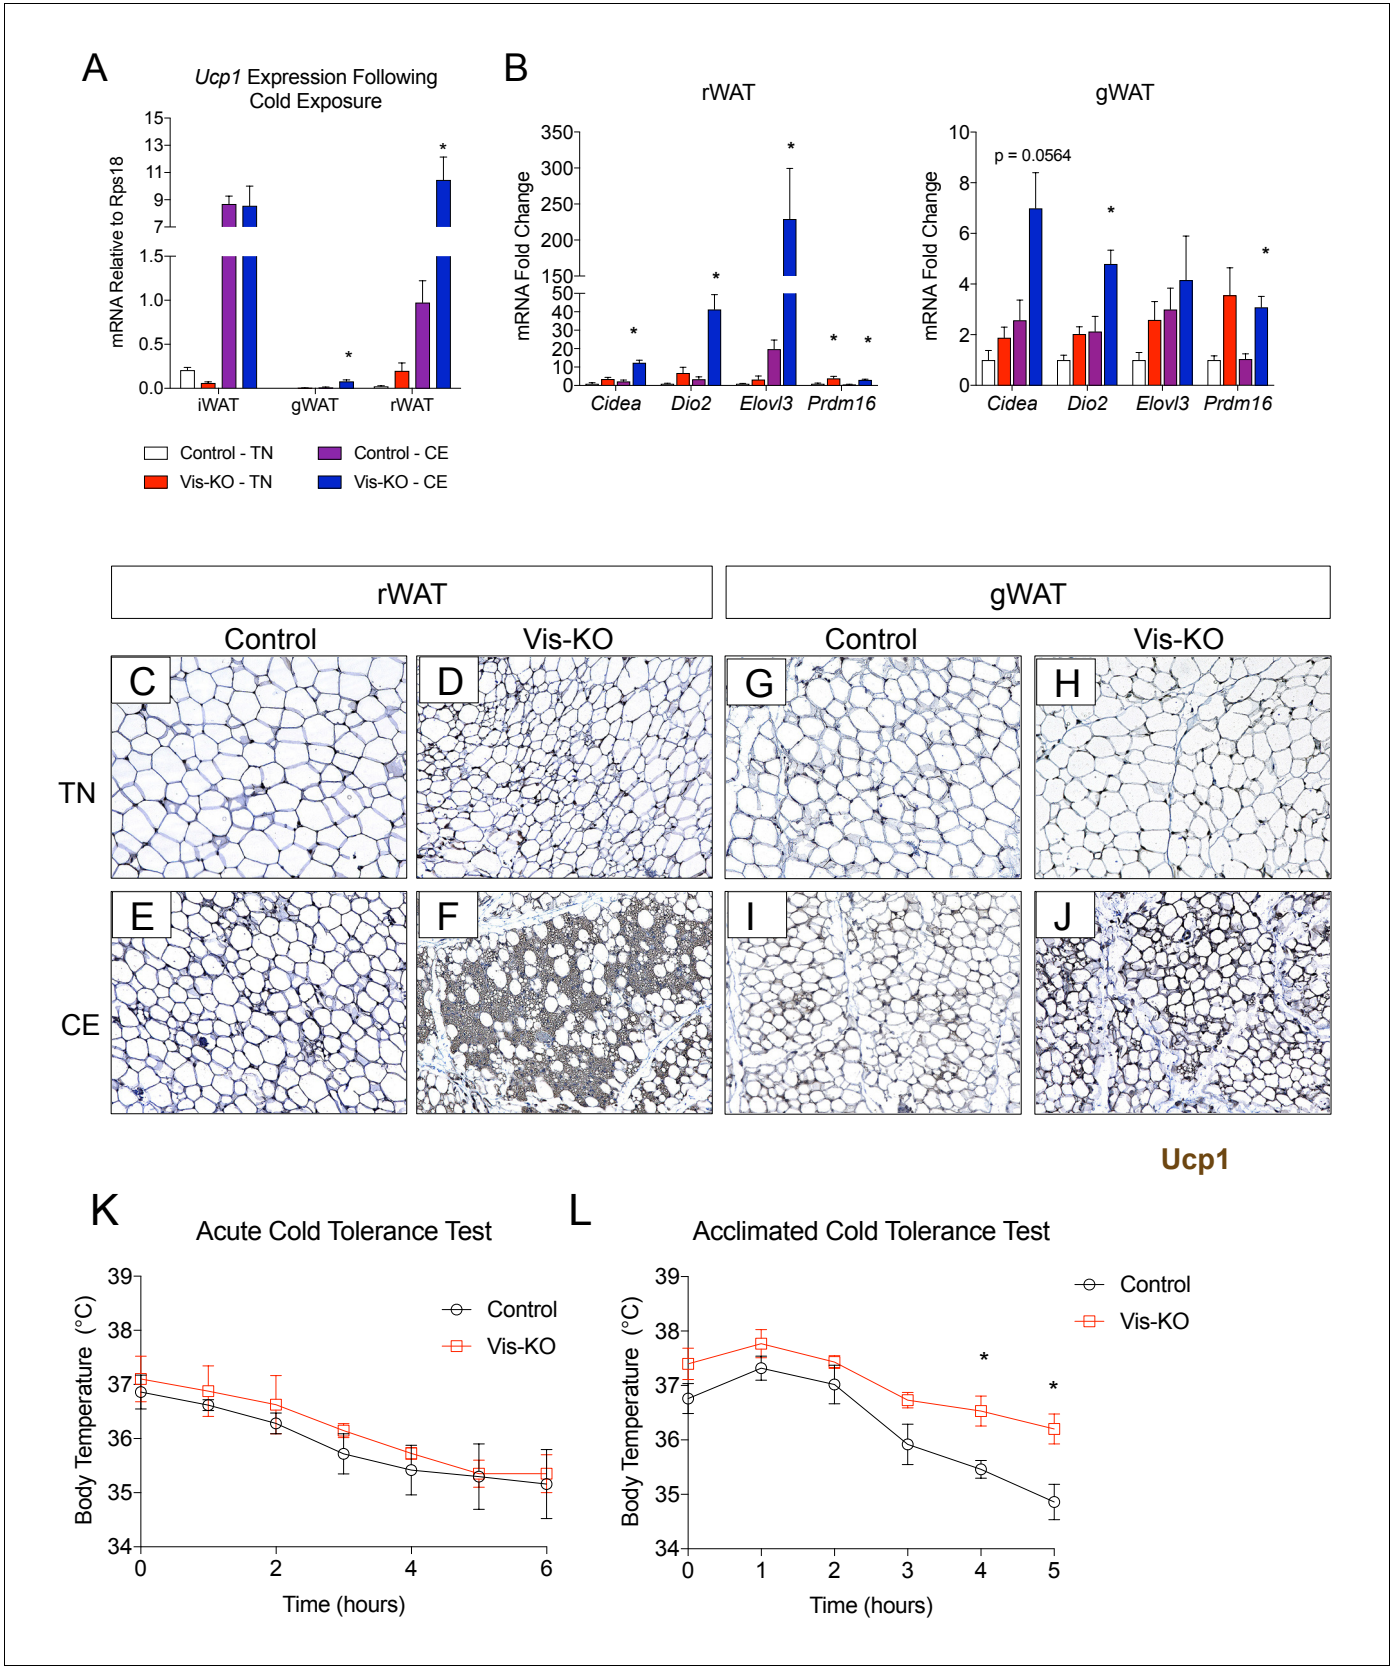 A
Ucp1 Expression Following
Cold Exposure
mRNA Relative to Rps18
15
13
11
9
7
1.5
1.0
0.5
0.0
*
*
iWAT
gWAT
rWAT
Control - TN
Control - CE
Vis-KO - TN
Vis-KO - CE
B
rWAT
mRNA Fold Change
350
300
250
200
150
50
40
30
20
10
0
*
*
*
*
*
Cidea
Dio2
Elovl3
Prdm16
gWAT
mRNA Fold Change
10
8
6
4
2
0
p = 0.0564
*
*
Cidea
Dio2
Elovl3
Prdm16
rWAT
gWAT
Control
Vis-KO
Control
Vis-KO
TN
C
D
G
H
CE
E
F
I
J
Ucp1
K
Acute Cold Tolerance Test
Body Temperature (°C)
39
38
37
36
35
34
0
2
4
6
Time (hours)
Control
Vis-KO
L
Acclimated Cold Tolerance Test
Body Temperature (°C)
39
38
37
36
35
34
0
1
2
3
4
5
Time (hours)
Control
Vis-KO
*
*